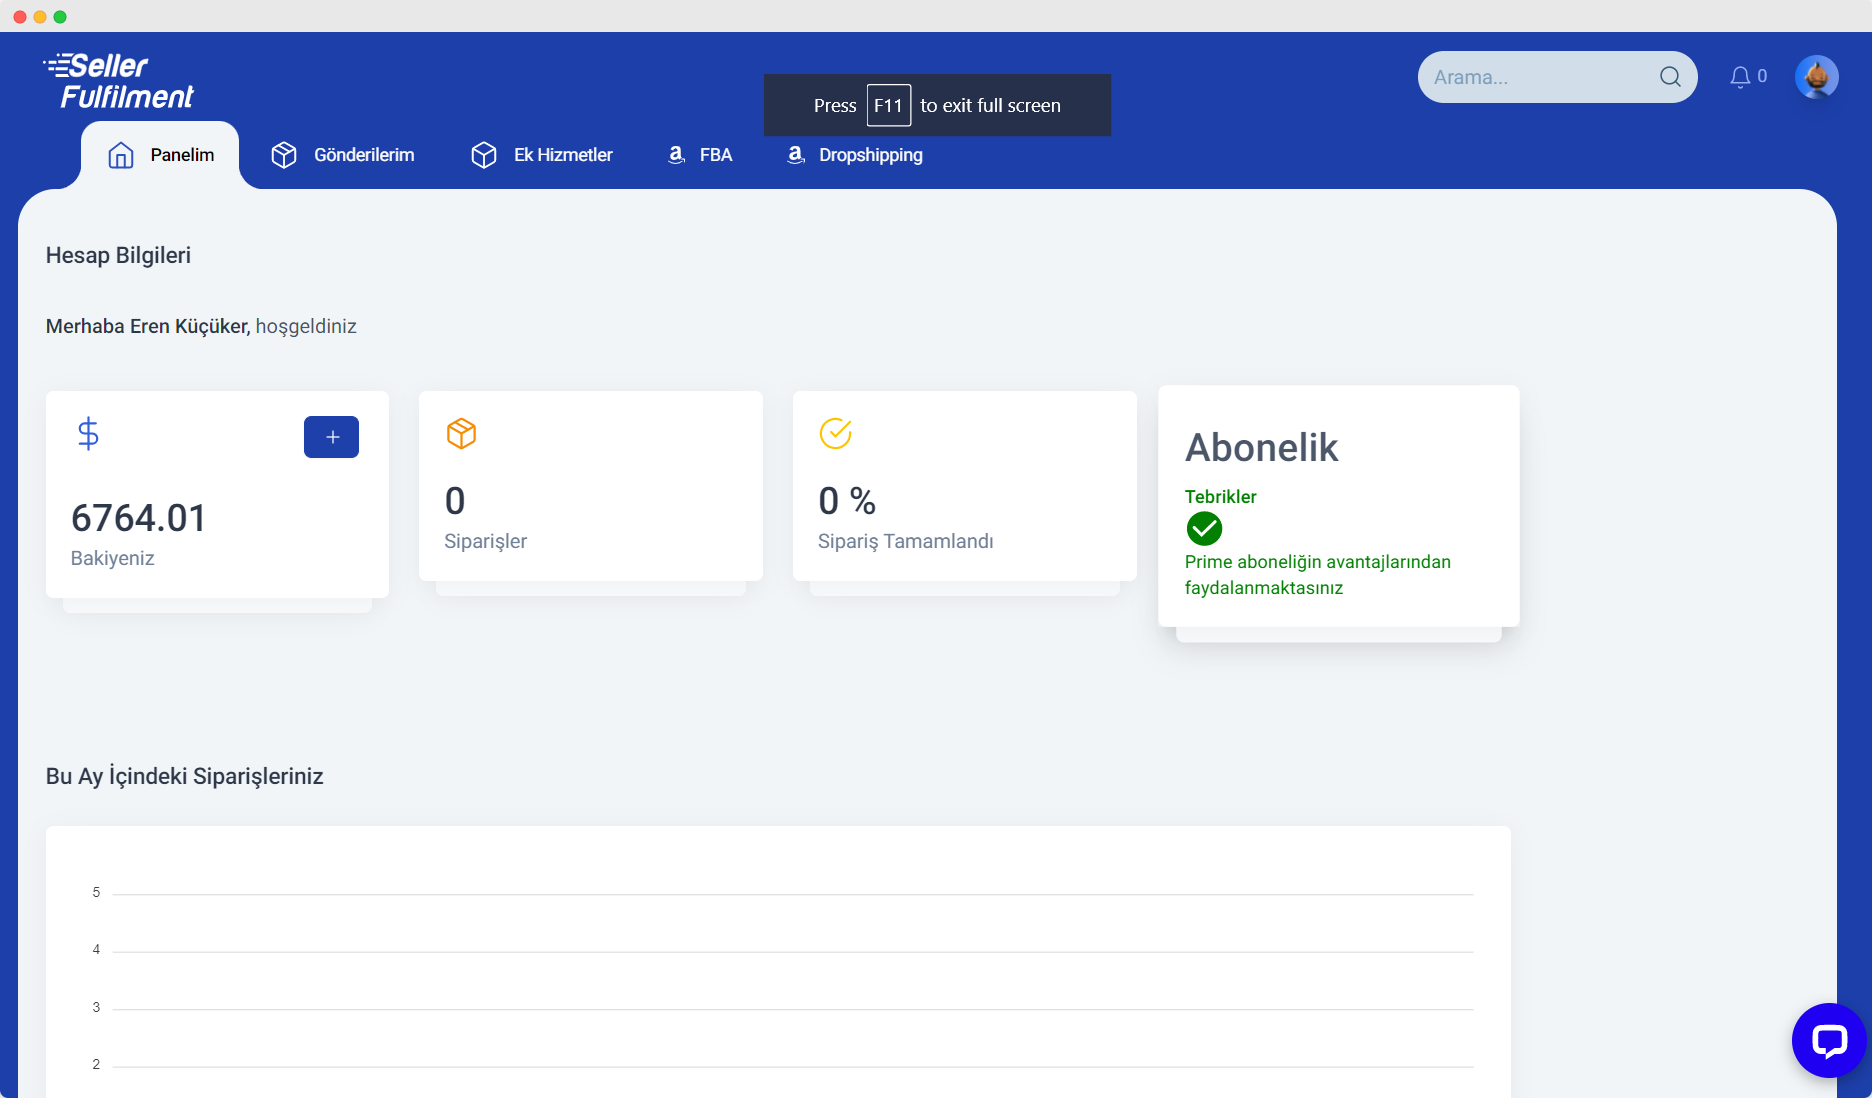 Seller
Fulfilment
Arama...
0
Press F11 to exit full screen
Panelim
Gönderilerim
Ek Hizmetler
FBA
Dropshipping
Hesap Bilgileri
Merhaba Eren Küçüker, hoşgeldiniz
+
6764.01
Bakiyeniz
0
Siparişler
0 %
Sipariş Tamamlandı
Abonelik
Tebrikler
Prime aboneliğin avantajlarından
faydalanmaktasınız
Bu Ay İçindeki Siparişleriniz
5
4
3
2